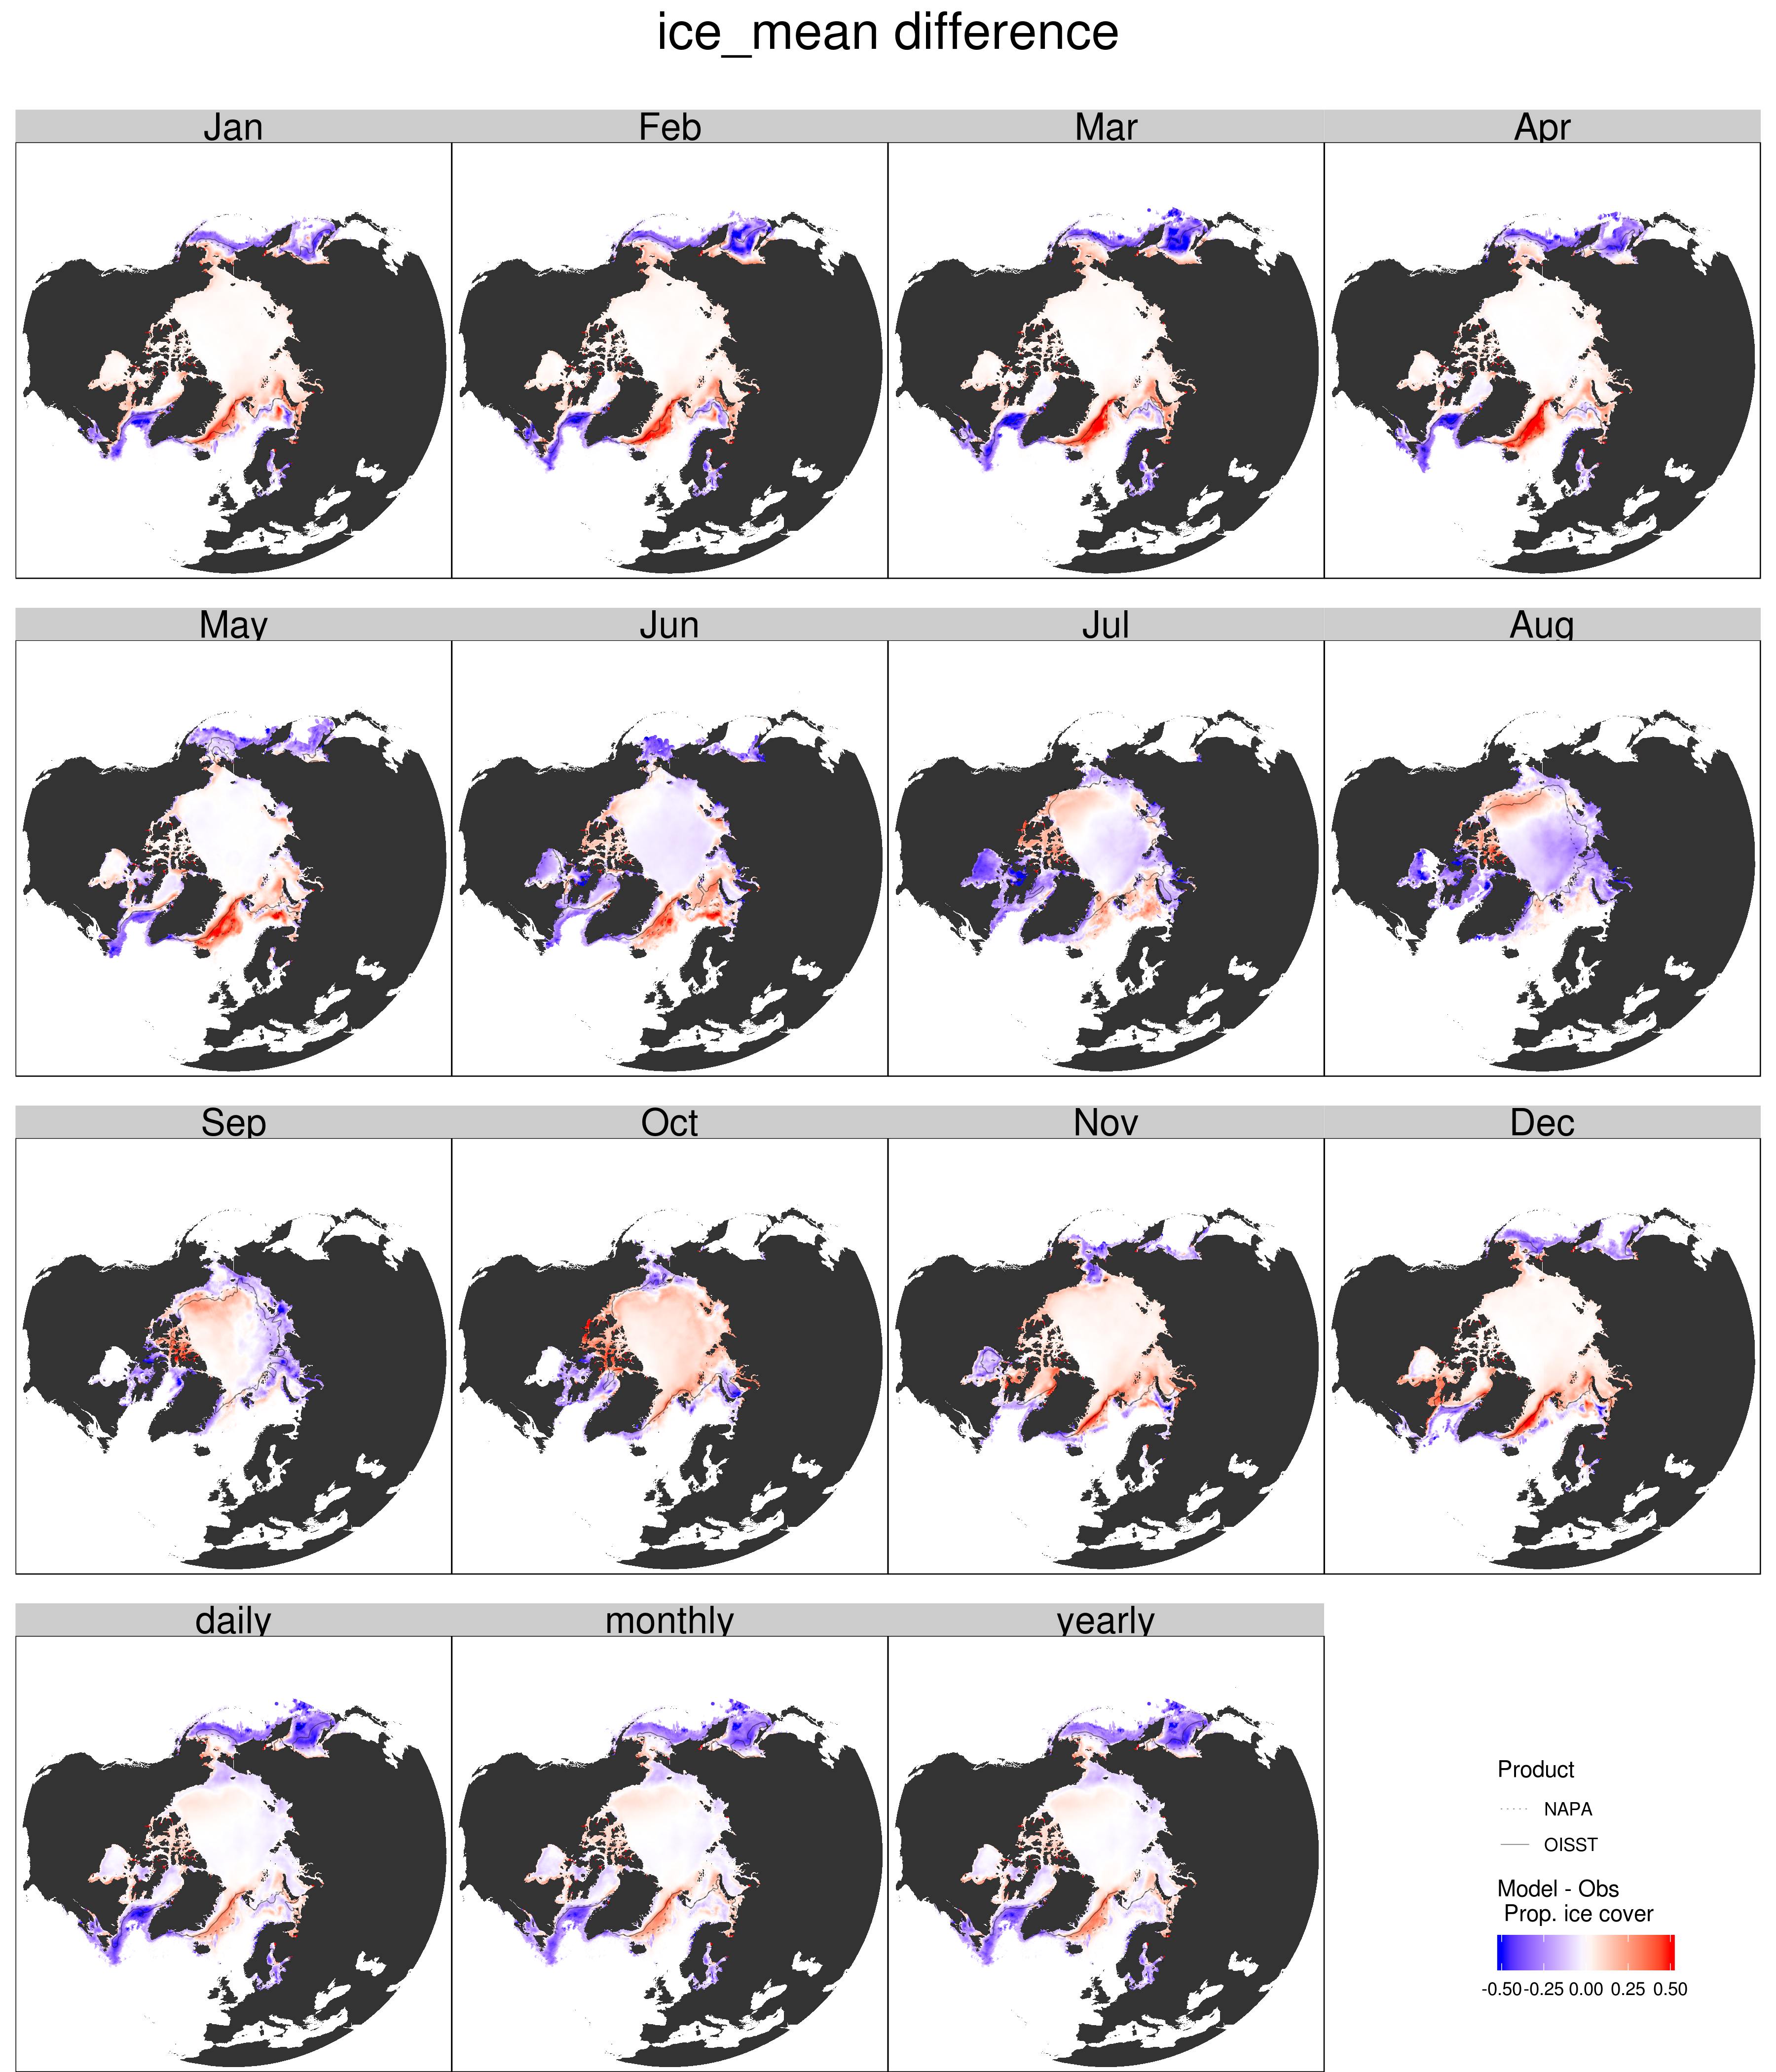 ice_mean difference
Jan Feb Mar Apr
May Jun Jul Aug
Sep Oct Nov Dec
daily monthly yearly
Product
NAPA
OISST
Model - Obs
Prop. ice cover
-0.50 -0.25 0.00 0.25 0.50